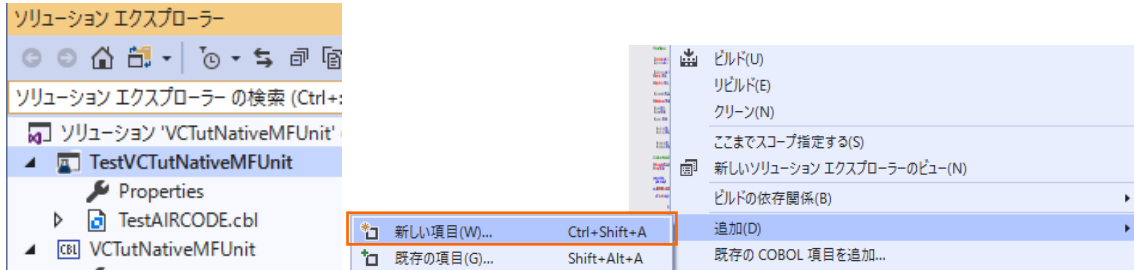 ソリューション エクスプローラー
ソリューション エクスプローラー の検索 (Ctrl+:
ソリューション 'VCTutNativeMFUnit'
TestVCTutNativeMFUnit
Properties
TestAIRCODE.cbl
CBL VCTutNativeMFUnit
ビルド(U)
リビルド(E)
クリーン(N)
ここまでスコープ指定する(S)
新しいソリューション エクスプローラーのビュー(N)
ビルドの依存関係(B)
追加(D)
既存の COBOL 項目を追加...
新しい項目(W)... Ctrl+Shift+A
既存の項目(G)... Shift+Alt+A